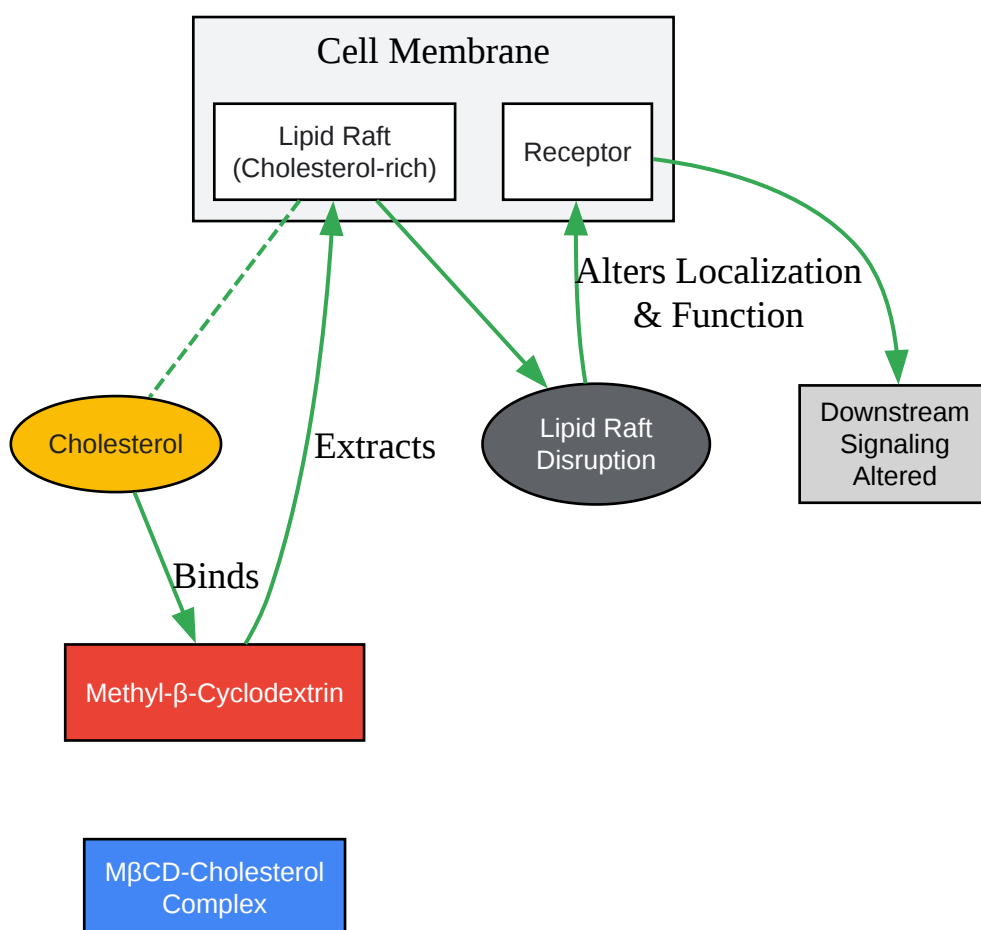 Cell Membrane
Lipid Raft
(Cholesterol-rich)
Receptor
Alters Localization
& Function
Cholesterol
Extracts
Lipid Raft
Disruption
Downstream
Signaling
Altered
Binds
Methyl-β-Cyclodextrin
MβCD-Cholesterol
Complex